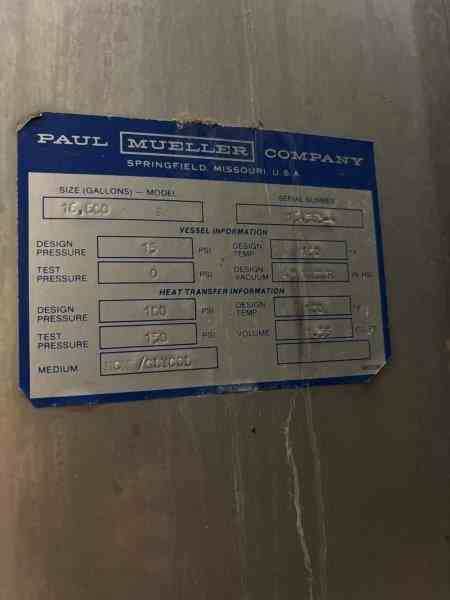 PAUL MUELLER COMPANY
SPRINGFIELD, MISSOURI, U.S.A.
SIZE (GALLONS) — MODEL
SERIAL NUMBER
16,600
VESSEL INFORMATION
DESIGN PRESSURE 15 PSI DESIGN TEMP. 100 °F
TEST PRESSURE 0 PSI DESIGN VACUUM IN HG
HEAT TRANSFER INFORMATION
DESIGN PRESSURE 100 PSI DESIGN TEMP. °F
TEST PRESSURE 150 PSI VOLUME
MEDIUM /GLYCOL